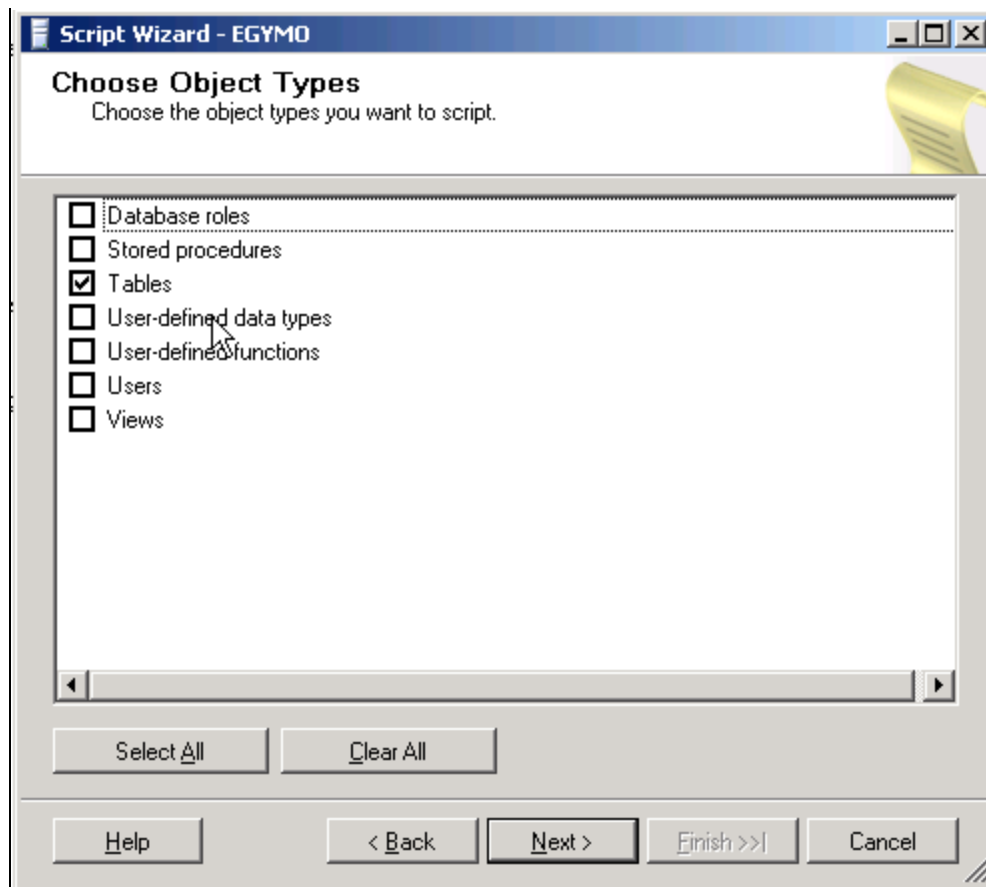 Script Wizard - EGYMO
Choose Object Types
Choose the object types you want to script.
Database roles
Stored procedures
Tables
User-defined data types
User-defined functions
Users
Views
Select All
Clear All
Help
< Back
Next >
Finish >>|
Cancel